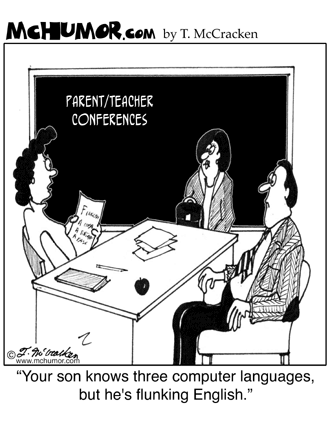 McHUMOR.com by T. McCracken
PARENT/TEACHER
CONFERENCES
F
© T. McCracken
www.mchumor.com
“Your son knows three computer languages,
but he's flunking English.”